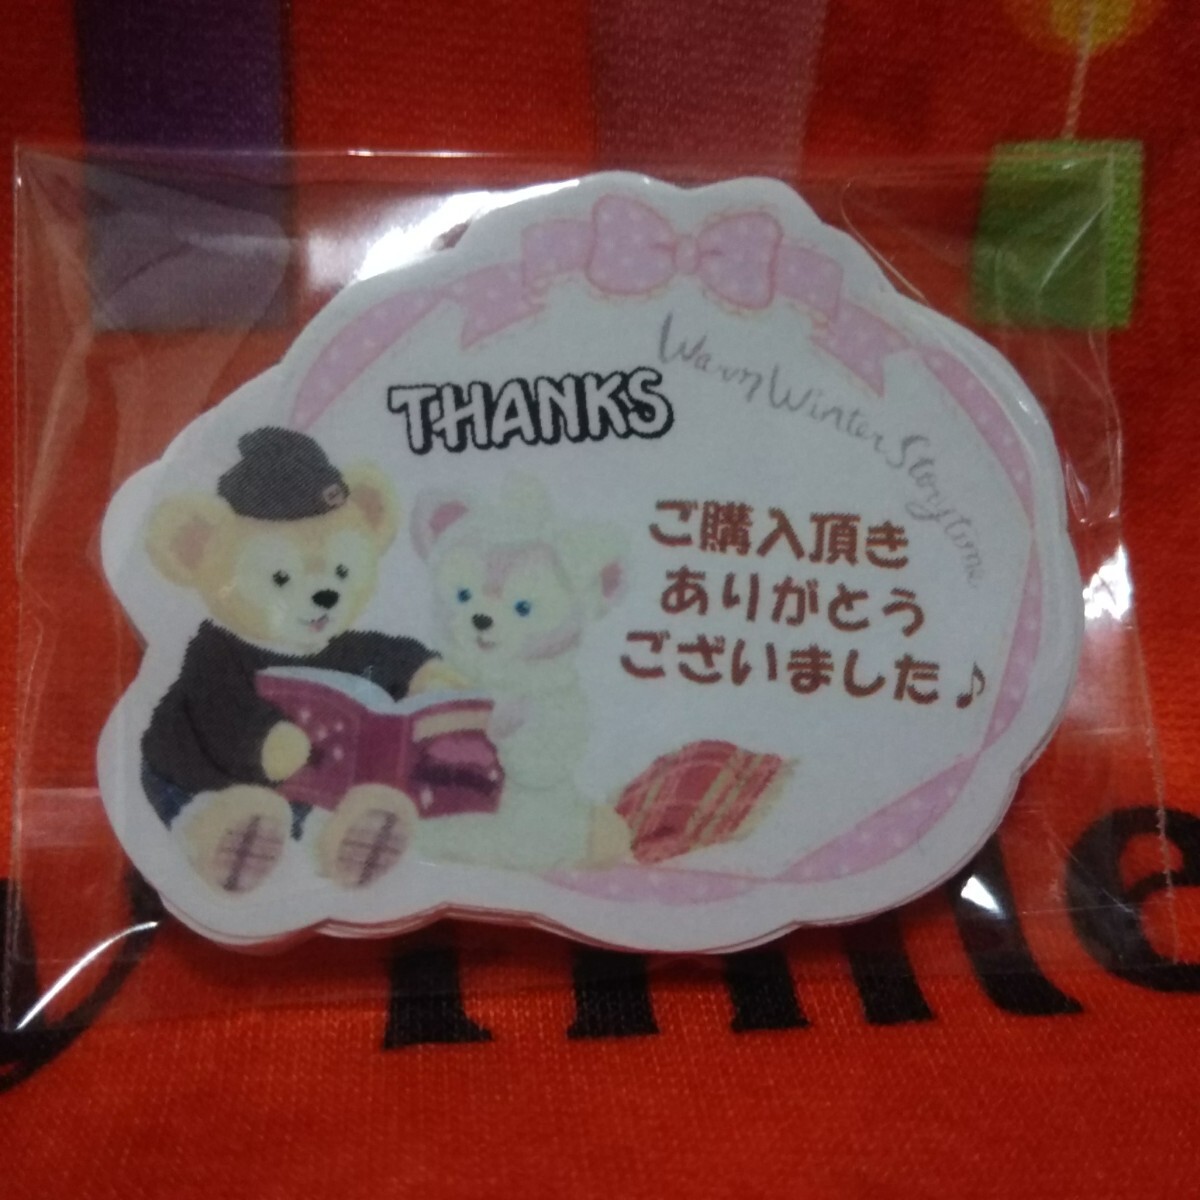 Warm Winter Storytime
THANKS
ご購入頂き
ありがとう
ございました♪